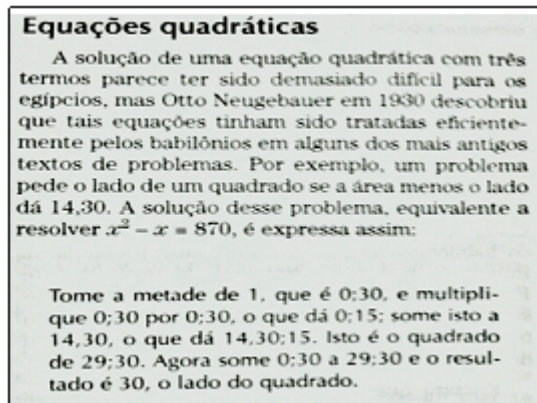 Equações quadráticas
A solução de uma equação quadrática com três
termos parece ter sido demasiado difícil para os
egípcios, mas Otto Neugebauer em 1930 descobriu
que tais equações tinham sido tratadas eficiente-
mente pelos babilônios em alguns dos mais antigos
textos de problemas. Por exemplo, um problema
pede o lado de um quadrado se a área menos o lado
dá 14,30. A solução desse problema, equivalente a
resolver x² – x = 870, é expressa assim:
Tome a metade de 1, que é 0;30, e multipli-
que 0;30 por 0;30, o que dá 0;15; some isto a
14,30, o que dá 14,30;15. Isto é o quadrado
de 29;30. Agora some 0;30 a 29;30 e o resul-
tado é 30, o lado do quadrado.